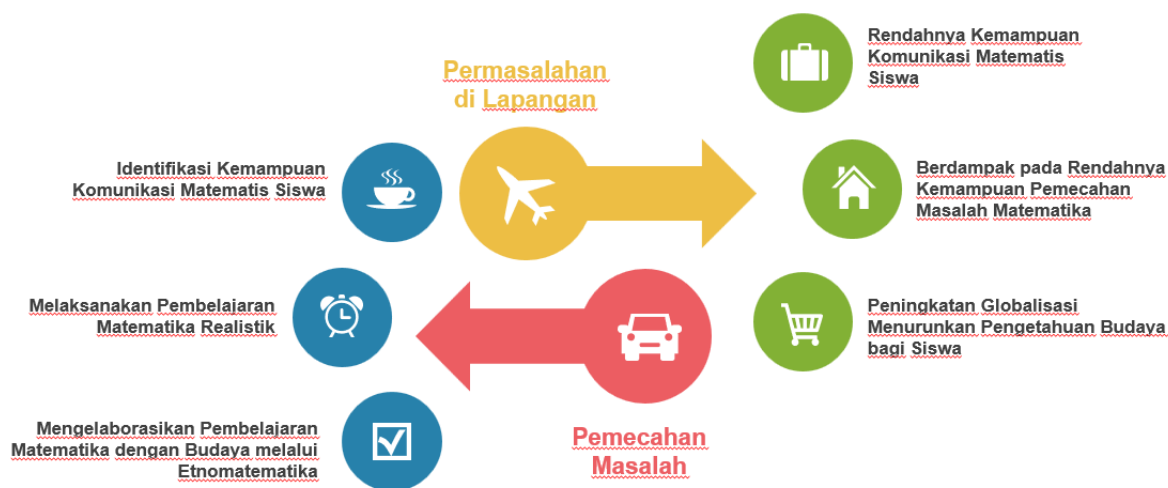 Permasalahan
di Lapangan
Rendahnya Kemampuan
Komunikasi Matematis
Siswa
Berdampak pada Rendahnya
Kemampuan Pemecahan
Masalah Matematika
Peningkatan Globalisasi
Menurunkan Pengetahuan Budaya
bagi Siswa
Identifikasi Kemampuan
Komunikasi Matematis Siswa
Melaksanakan Pembelajaran
Matematika Realistik
Mengelaborasikan Pembelajaran
Matematika dengan Budaya melalui
Etnomatematika
Pemecahan
Masalah